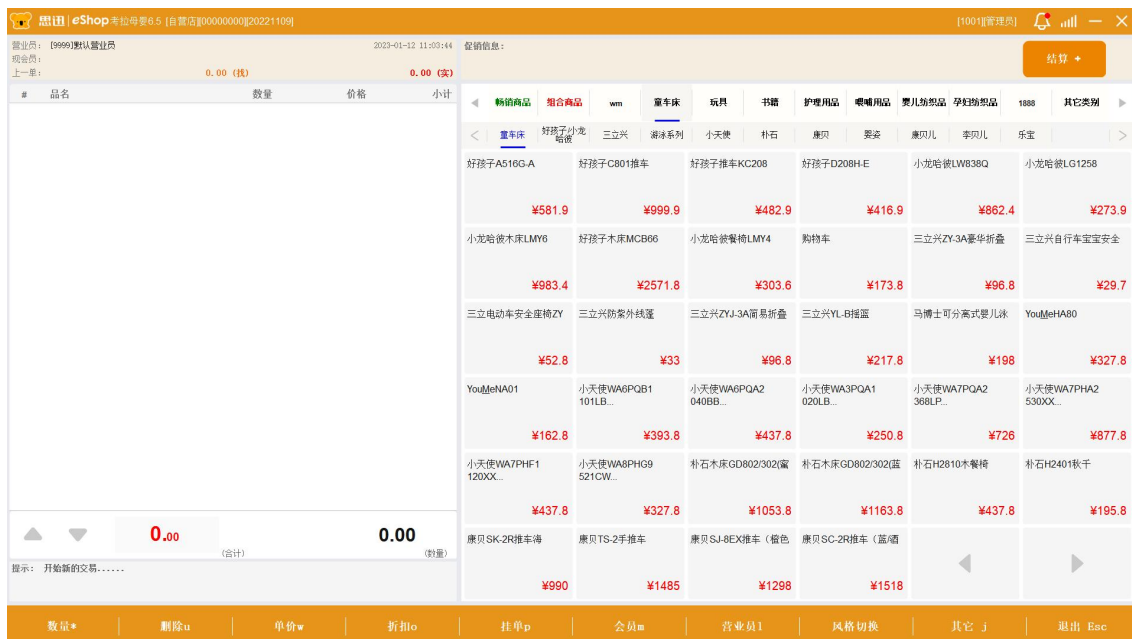 思迅 eShop考拉母婴6.5 [自营店][00000000][20221109] [1001][管理员]
营业员: [9999]默认营业员 2023-01-12 11:03:44
现会员:
上一单: 0.00 (找) 0.00 (实)
促销信息:
结算 +
# 品名 数量 价格 小计
畅销商品 组合商品 wm 童车床 玩具 书籍 护理用品 喂哺用品 婴儿纺织品 孕妇纺织品 1888 其它类别
童车床 好孩子/小龙哈彼 三立兴 游泳系列 小天使 朴石 康贝 婴姿 康贝儿 李贝儿 乐宝
好孩子A516G-A 好孩子C801推车 好孩子推车KC208 好孩子D208H-E 小龙哈彼LW838Q 小龙哈彼LG1258
¥581.9 ¥999.9 ¥482.9 ¥416.9 ¥862.4 ¥273.9
小龙哈彼木床LMY6 好孩子木床MCB66 小龙哈彼餐椅LMY4 购物车 三立兴ZY-3A豪华折叠 三立兴自行车宝宝安全
¥983.4 ¥2571.8 ¥303.6 ¥173.8 ¥96.8 ¥29.7
三立电动车安全座椅ZY 三立兴防紫外线蓬 三立兴ZYJ-3A简易折叠 三立兴YL-B摇蓝 马博士可分离式婴儿泳 YouMeHA80
¥52.8 ¥33 ¥96.8 ¥217.8 ¥198 ¥327.8
YouMeNA01 小天使WA6PQB1 小天使WA6PQA2 小天使WA3PQA1 小天使WA7PQA2 小天使WA7PHA2
101LB... 040BB... 020LB... 368LP... 530XX...
¥162.8 ¥393.8 ¥437.8 ¥250.8 ¥726 ¥877.8
小天使WA7PHF1 小天使WA8PHG9 朴石木床GD802/302(蜜 朴石木床GD802/302(蓝 朴石H2810木餐椅 朴石H2401秋千
120XX... 521CW...
¥437.8 ¥327.8 ¥1053.8 ¥1163.8 ¥437.8 ¥195.8
康贝SK-2R推车海 康贝TS-2手推车 康贝SJ-8EX推车（橙色 康贝SC-2R推车（蓝/酒
¥990 ¥1485 ¥1298 ¥1518
0.00 (合计) 0.00 (数量)
提示: 开始新的交易......
数量* 删除u 单价w 折扣o 挂单p 会员m 营业员l 风格切换 其它 j 退出 Esc